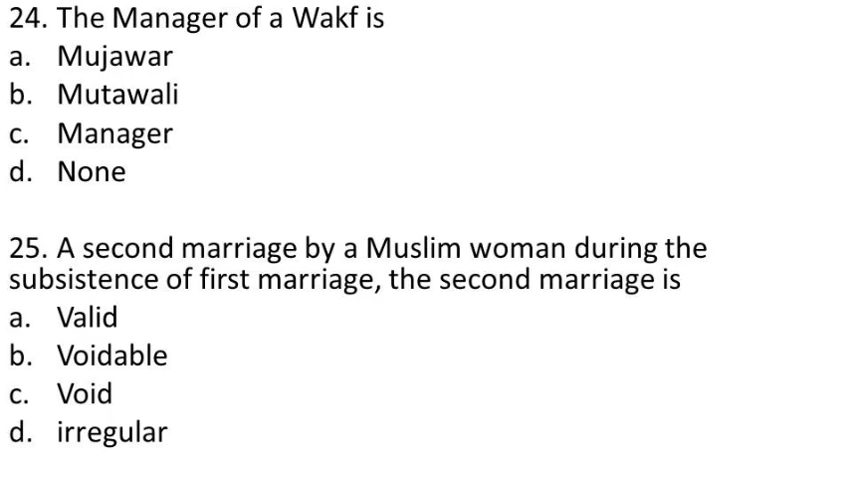 24. The Manager of a Wakf is
a. Mujawar
b. Mutawali
c. Manager
d. None
25. A second marriage by a Muslim woman during the
subsistence of first marriage, the second marriage is
a. Valid
b. Voidable
c. Void
d. irregular